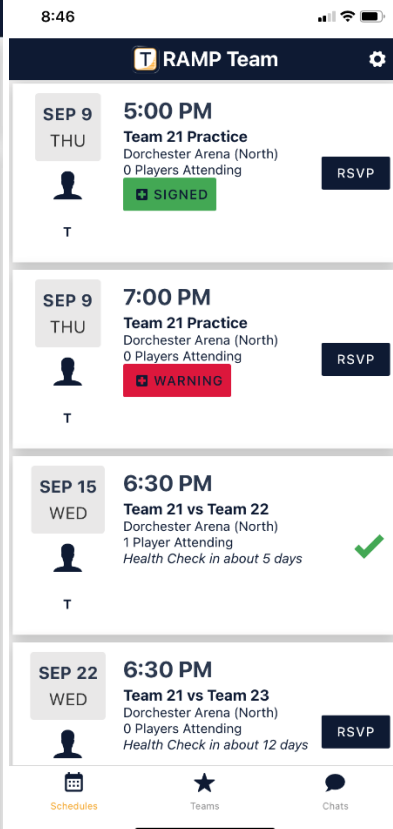 8:46
T RAMP Team
SEP 9
THU
T
5:00 PM
Team 21 Practice
Dorchester Arena (North)
0 Players Attending
SIGNED
RSVP
SEP 9
THU
T
7:00 PM
Team 21 Practice
Dorchester Arena (North)
0 Players Attending
WARNING
RSVP
SEP 15
WED
T
6:30 PM
Team 21 vs Team 22
Dorchester Arena (North)
1 Player Attending
Health Check in about 5 days
SEP 22
WED
6:30 PM
Team 21 vs Team 23
Dorchester Arena (North)
0 Players Attending
Health Check in about 12 days
RSVP
Schedules
Teams
Chats